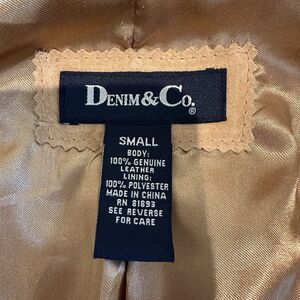 DENIM & CO.®
SMALL
BODY:
100% GENUINE
LEATHER
LINING:
100% POLYESTER
MADE IN CHINA
RN 81893
SEE REVERSE
FOR CARE